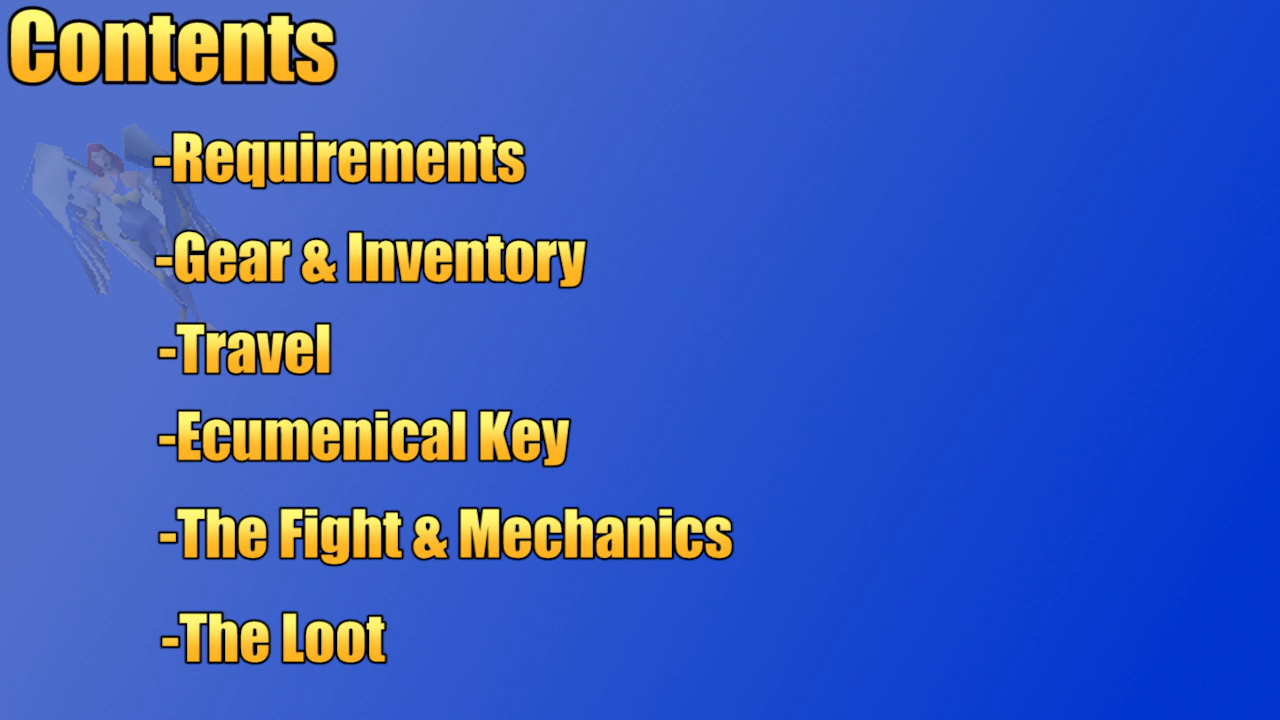 Contents
-Requirements
-Gear & Inventory
-Travel
-Ecumenical Key
-The Fight & Mechanics
-The Loot